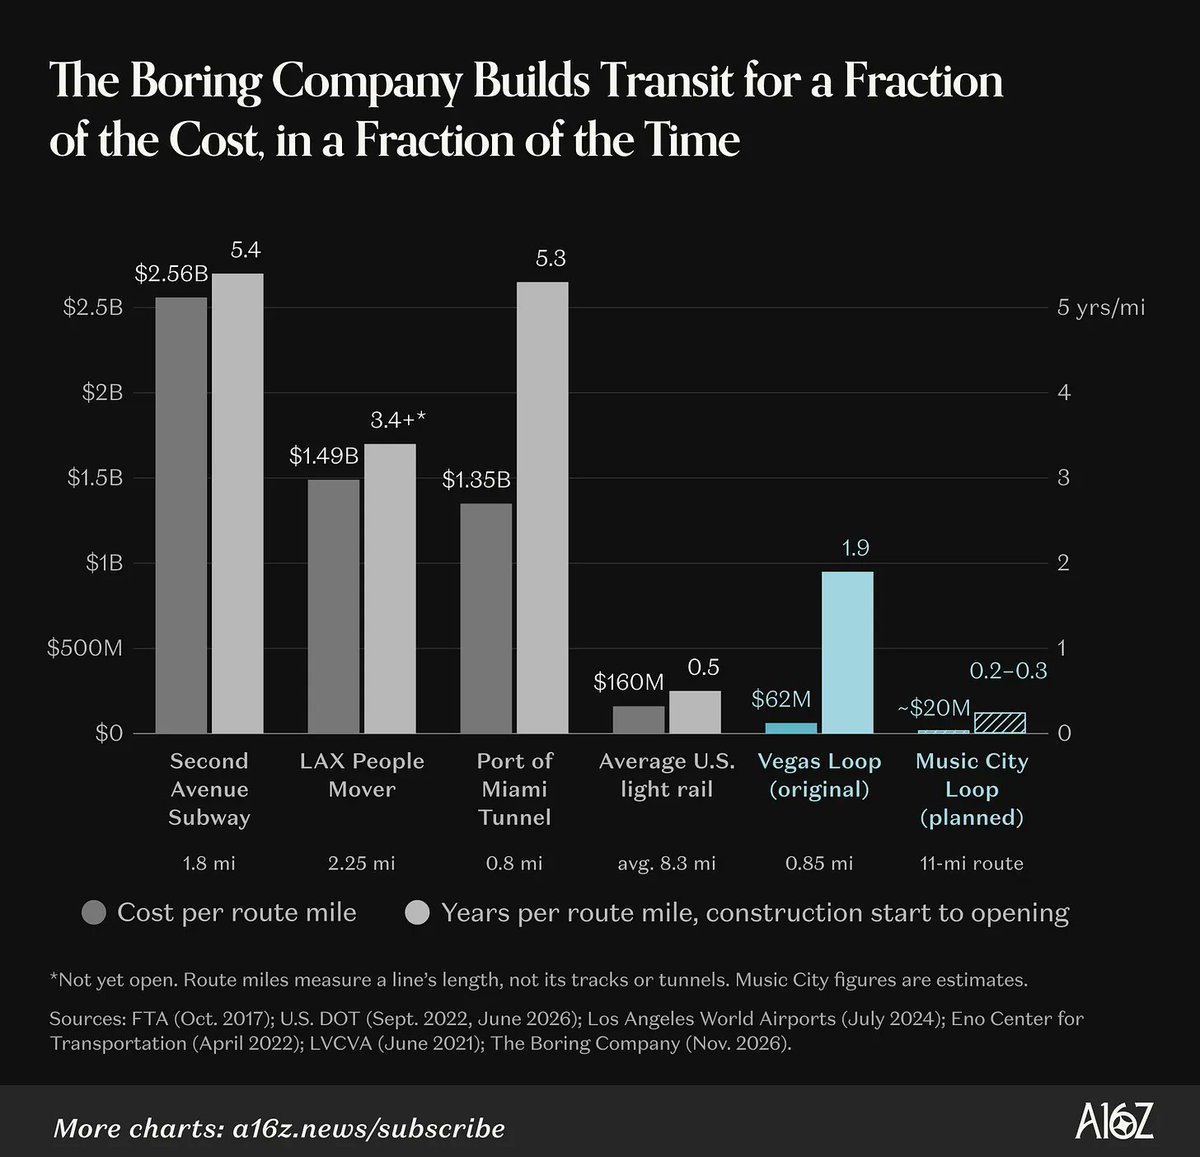 The Boring Company Builds Transit for a Fraction
of the Cost, in a Fraction of the Time
5.4
$2.56B
5.3
$2.5B
5 yrs/mi
$2B
4
3.4+*
$1.49B
$1.35B
$1.5B
3
1.9
$1B
2
$500M
1
$160M
0.5
$62M
0.2–0.3
~$20M
$0
0
Second
Avenue
Subway
LAX People
Mover
Port of
Miami
Tunnel
Average U.S.
light rail
Vegas Loop
(original)
Music City
Loop
(planned)
1.8 mi
2.25 mi
0.8 mi
avg. 8.3 mi
0.85 mi
11-mi route
Cost per route mile
Years per route mile, construction start to opening
*Not yet open. Route miles measure a line's length, not its tracks or tunnels. Music City figures are estimates.
Sources: FTA (Oct. 2017); U.S. DOT (Sept. 2022, June 2026); Los Angeles World Airports (July 2024); Eno Center for
Transportation (April 2022); LVCVA (June 2021); The Boring Company (Nov. 2026).
More charts: a16z.news/subscribe
A16Z